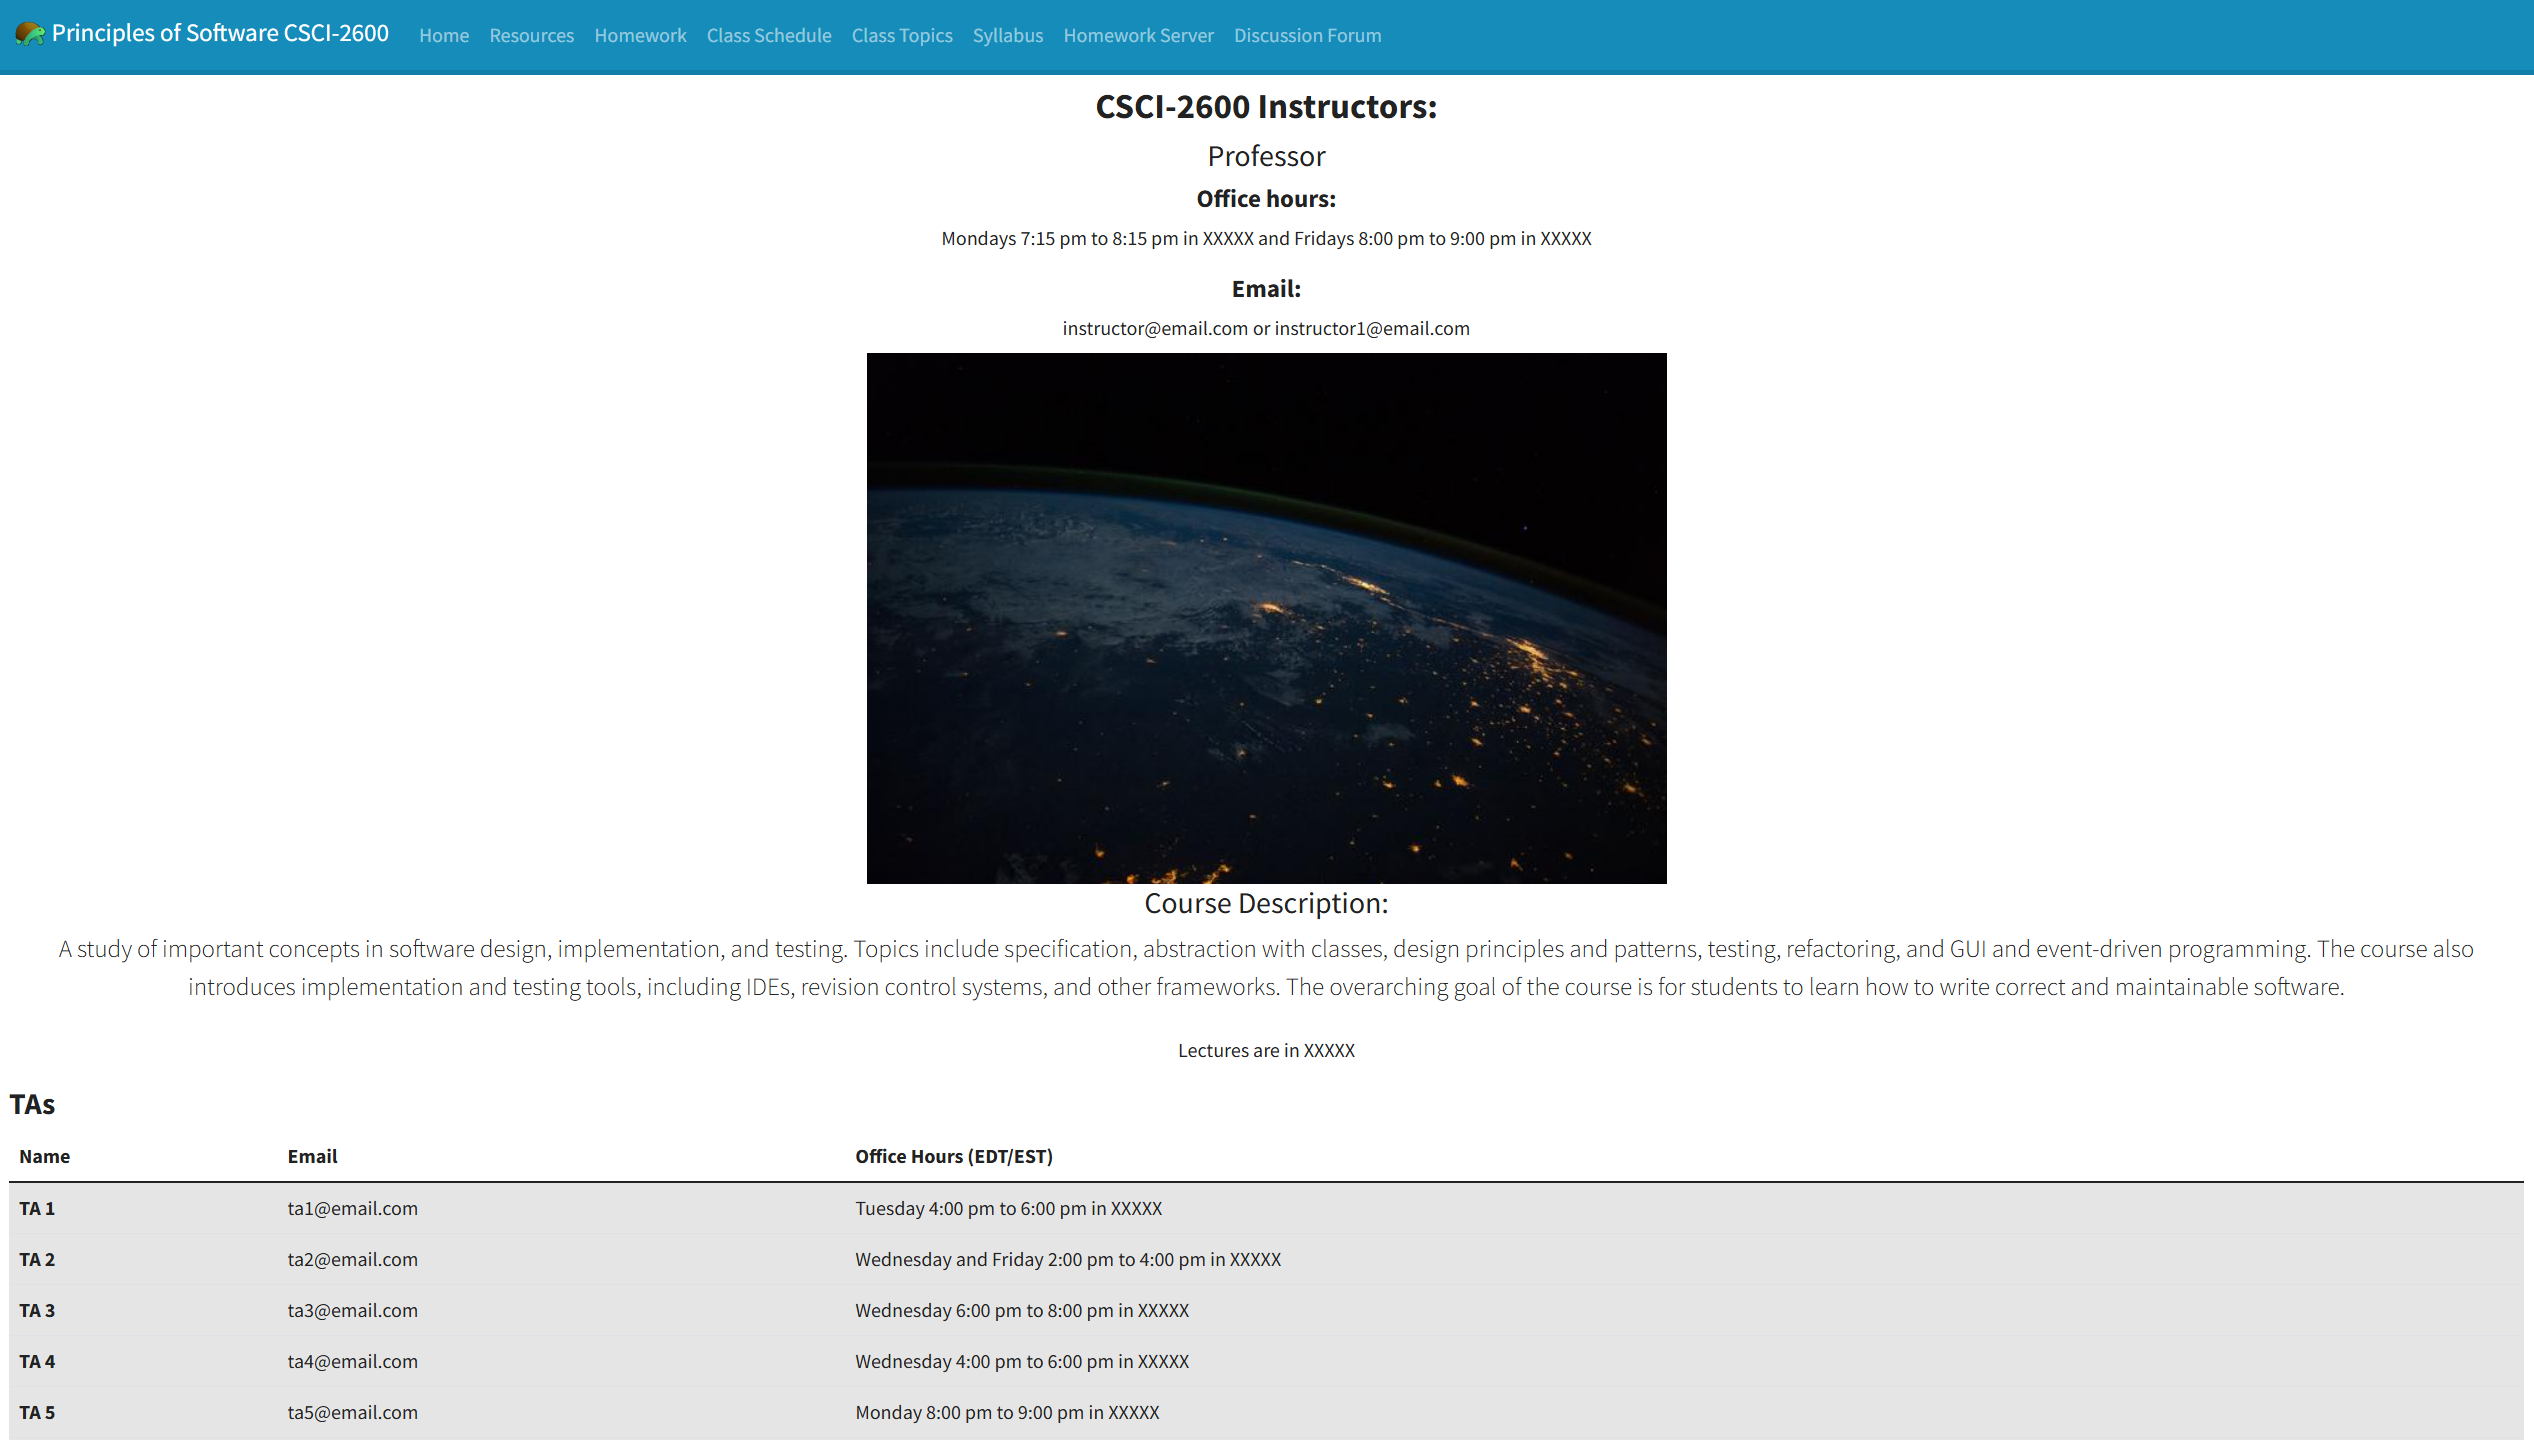 Principles of Software CSCI-2600 Home Resources Homework Class Schedule Class Topics Syllabus Homework Server Discussion Forum
CSCI-2600 Instructors:
Professor
Office hours:
Mondays 7:15 pm to 8:15 pm in XXXXX and Fridays 8:00 pm to 9:00 pm in XXXXX
Email:
instructor@email.com or instructor1@email.com
Course Description:
A study of important concepts in software design, implementation, and testing. Topics include specification, abstraction with classes, design principles and patterns, testing, refactoring, and GUI and event-driven programming. The course also
introduces implementation and testing tools, including IDEs, revision control systems, and other frameworks. The overarching goal of the course is for students to learn how to write correct and maintainable software.
Lectures are in XXXXX
TAs
Name Email Office Hours (EDT/EST)
TA 1 ta1@email.com Tuesday 4:00 pm to 6:00 pm in XXXXX
TA 2 ta2@email.com Wednesday and Friday 2:00 pm to 4:00 pm in XXXXX
TA 3 ta3@email.com Wednesday 6:00 pm to 8:00 pm in XXXXX
TA 4 ta4@email.com Wednesday 4:00 pm to 6:00 pm in XXXXX
TA 5 ta5@email.com Monday 8:00 pm to 9:00 pm in XXXXX